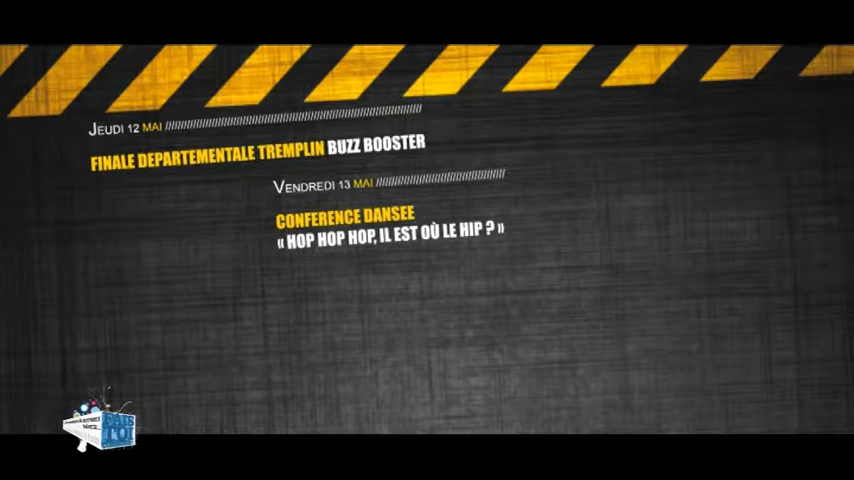 JEUDI 12 MAI ////////////////////////////////////////////////////////////////////////
FINALE DEPARTEMENTALE TREMPLIN BUZZ BOOSTER
VENDREDI 13 MAI ////////////////////////////////////
CONFERENCE DANSEE
« HOP HOP HOP, IL EST OÙ LE HIP ? »
FAIS